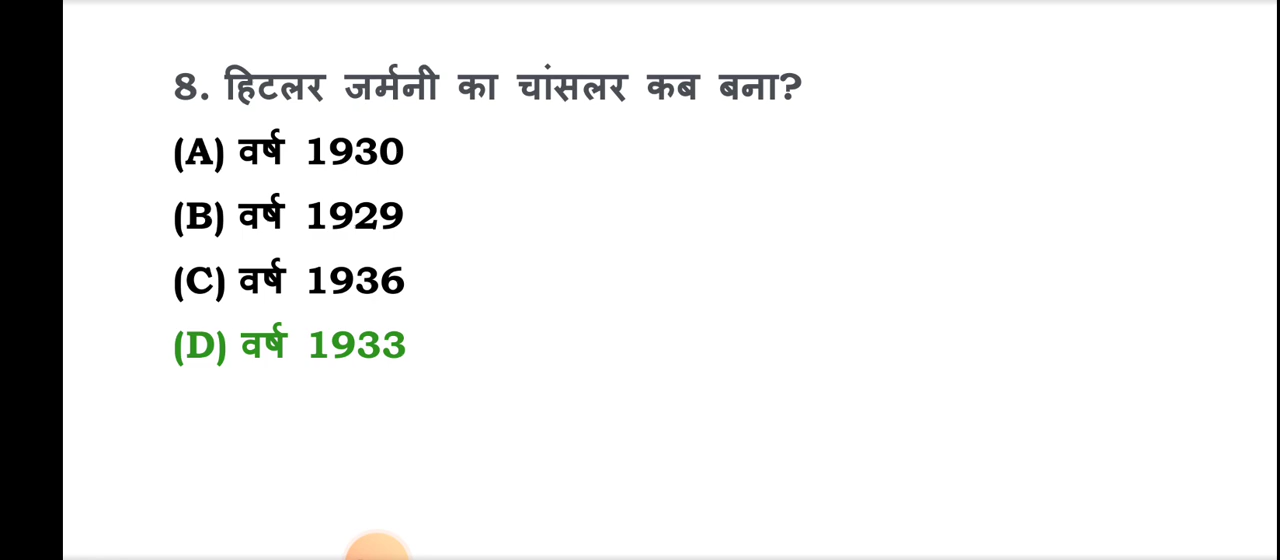 8. हिटलर जर्मनी का चांसलर कब बना?
(A) वर्ष 1930
(B) वर्ष 1929
(C) वर्ष 1936
(D) वर्ष 1933